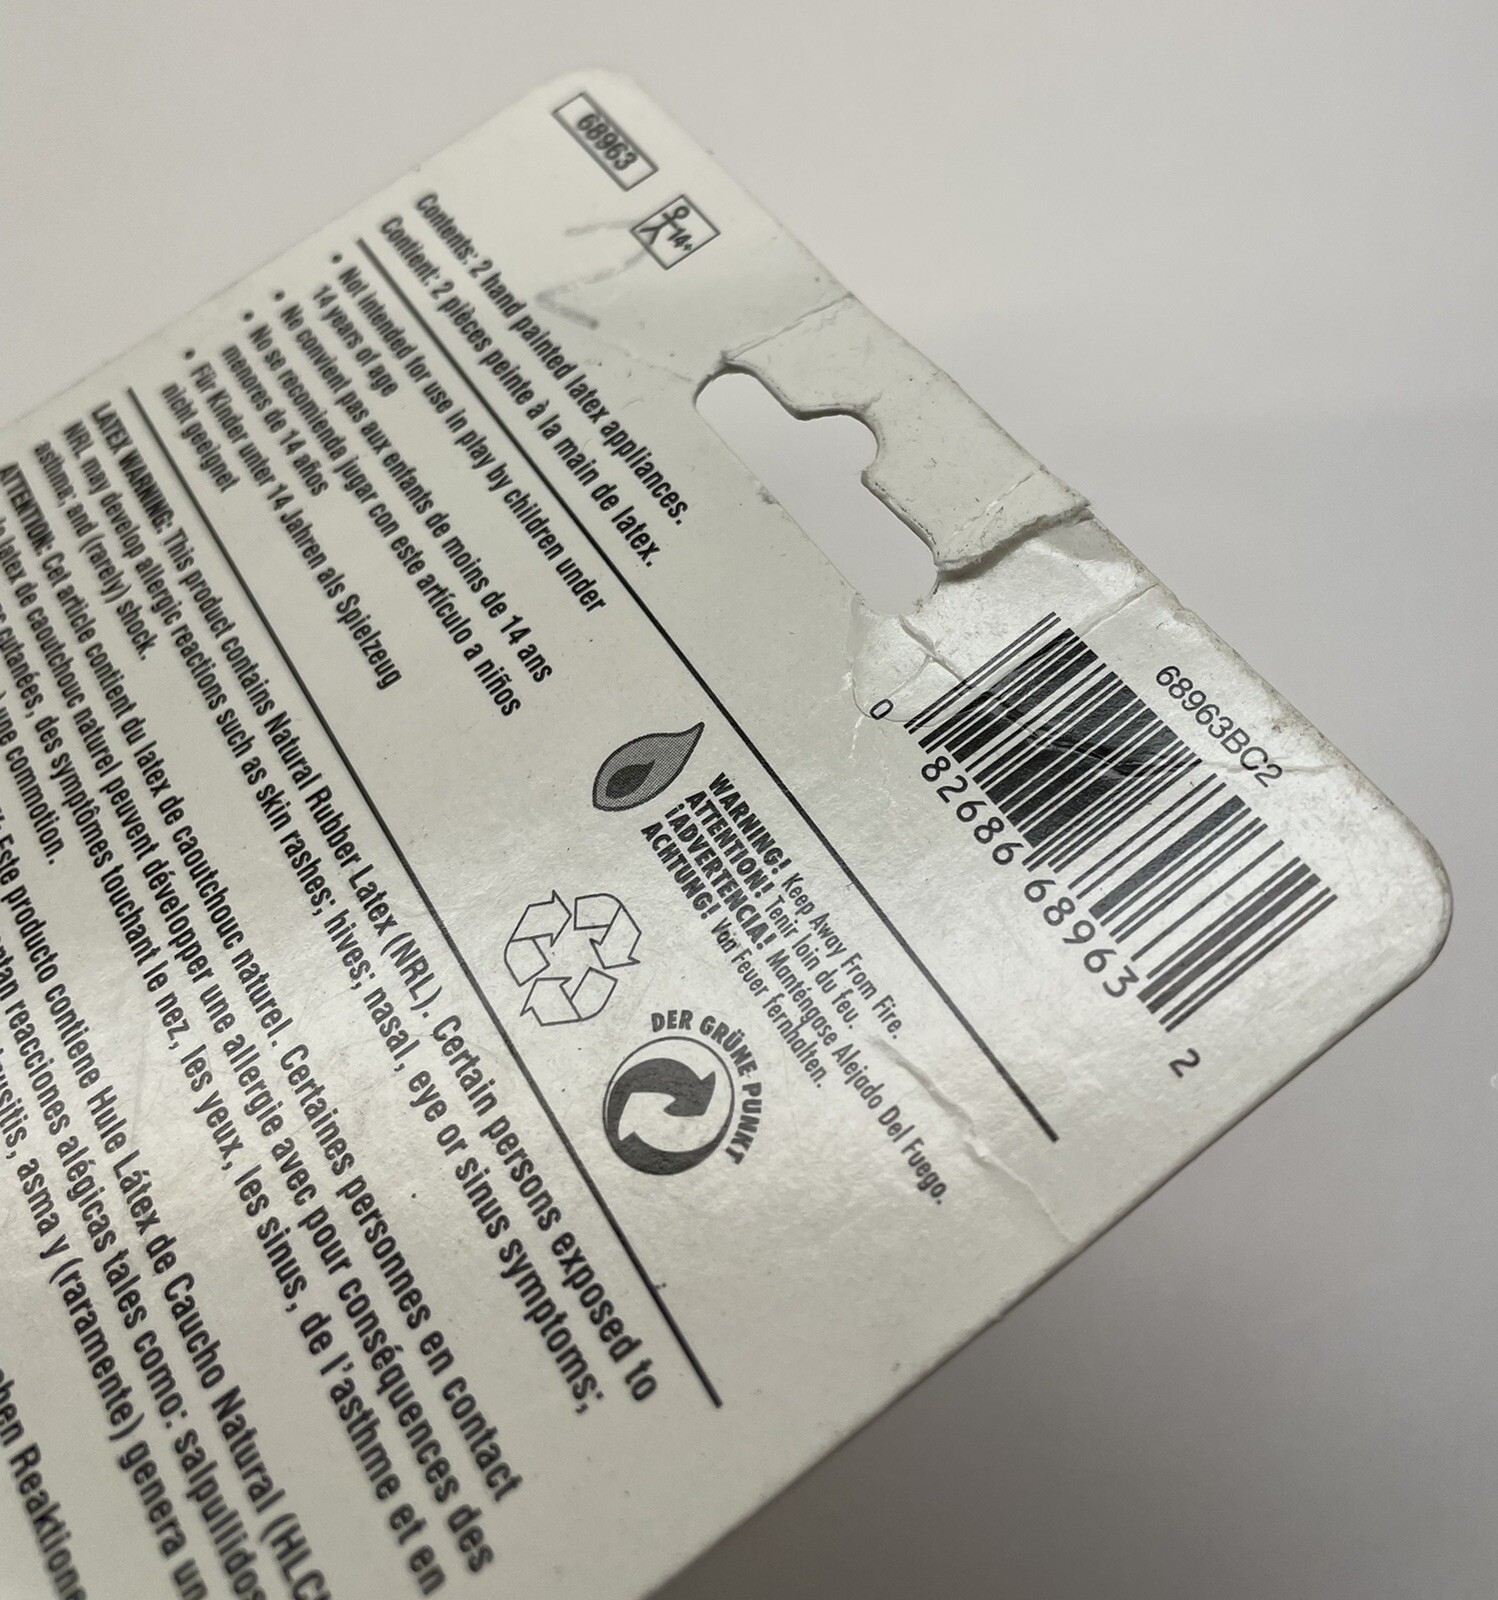 68963
14+
Contents: 2 hand painted latex appliances.
Contient: 2 pièces peinte à la main de latex.
68963BC2
0 82686 68963 2
• Not intended for use in play by children under
14 years of age
• No convient pas aux enfants de moins de 14 ans
• No se recomienda jugar con este artículo a niños
menores de 14 años
• Für Kinder unter 14 Jahren als Spielzeug
nicht geeignet
WARNING! Keep Away From Fire.
ATTENTION! Tenir loin du feu.
¡ADVERTENCIA! Manténgase Alejado Del Fuego.
ACHTUNG! Von Feuer fernhalten.
DER GRÜNE PUNKT
LATEX WARNING: This product contains Natural Rubber Latex (NRL). Certain persons exposed to
NRL may develop allergic reactions such as skin rashes; hives; nasal, eye or sinus symptoms;
asthma; and (rarely) shock.
ATTENTION: Cet article contient du latex de caoutchouc naturel. Certaines personnes en contact
latex de caoutchouc naturel peuvent développer une allergie avec pour conséquences des
cutanées, des symptômes touchant le nez, les yeux, les sinus, de l'asthme et en
une commotion.
Este producto contiene Hule Látex de Caucho Natural (HLC
reacciones alégicas tales como: salpullidos
asma y (raramente) genera un
Reaktione